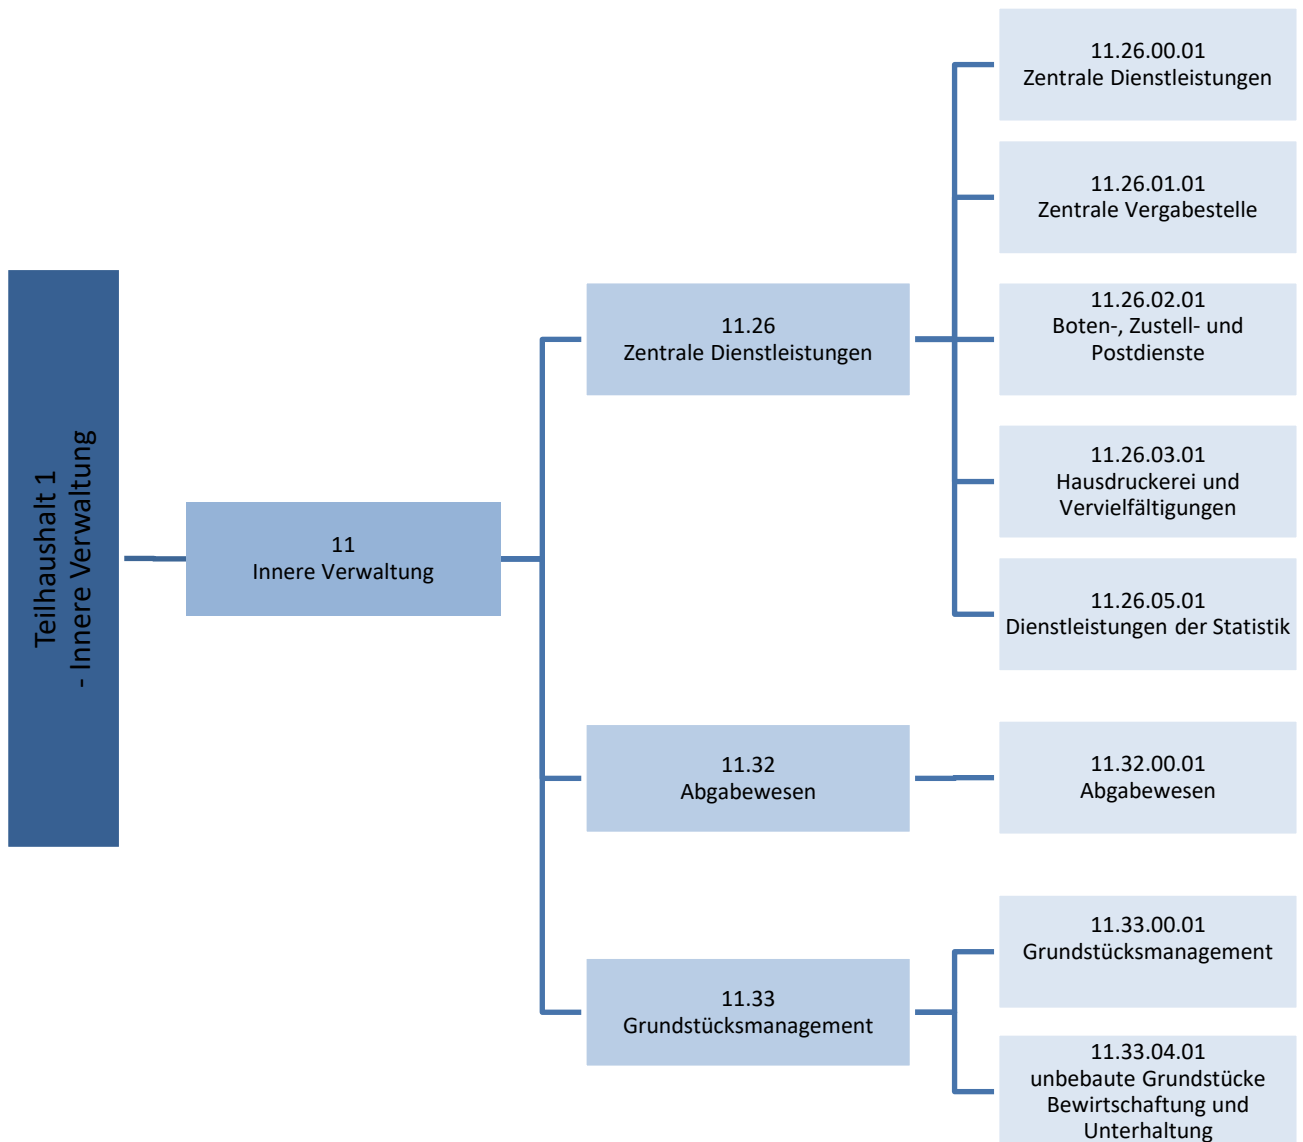 Teilhaushalt 1
- Innere Verwaltung
11
Innere Verwaltung
11.26
Zentrale Dienstleistungen
11.26.00.01
Zentrale Dienstleistungen
11.26.01.01
Zentrale Vergabestelle
11.26.02.01
Boten-, Zustell- und
Postdienste
11.26.03.01
Hausdruckerei und
Vervielfältigungen
11.26.05.01
Dienstleistungen der Statistik
11.32
Abgabewesen
11.32.00.01
Abgabewesen
11.33
Grundstücksmanagement
11.33.00.01
Grundstücksmanagement
11.33.04.01
unbebaute Grundstücke
Bewirtschaftung und
Unterhaltung